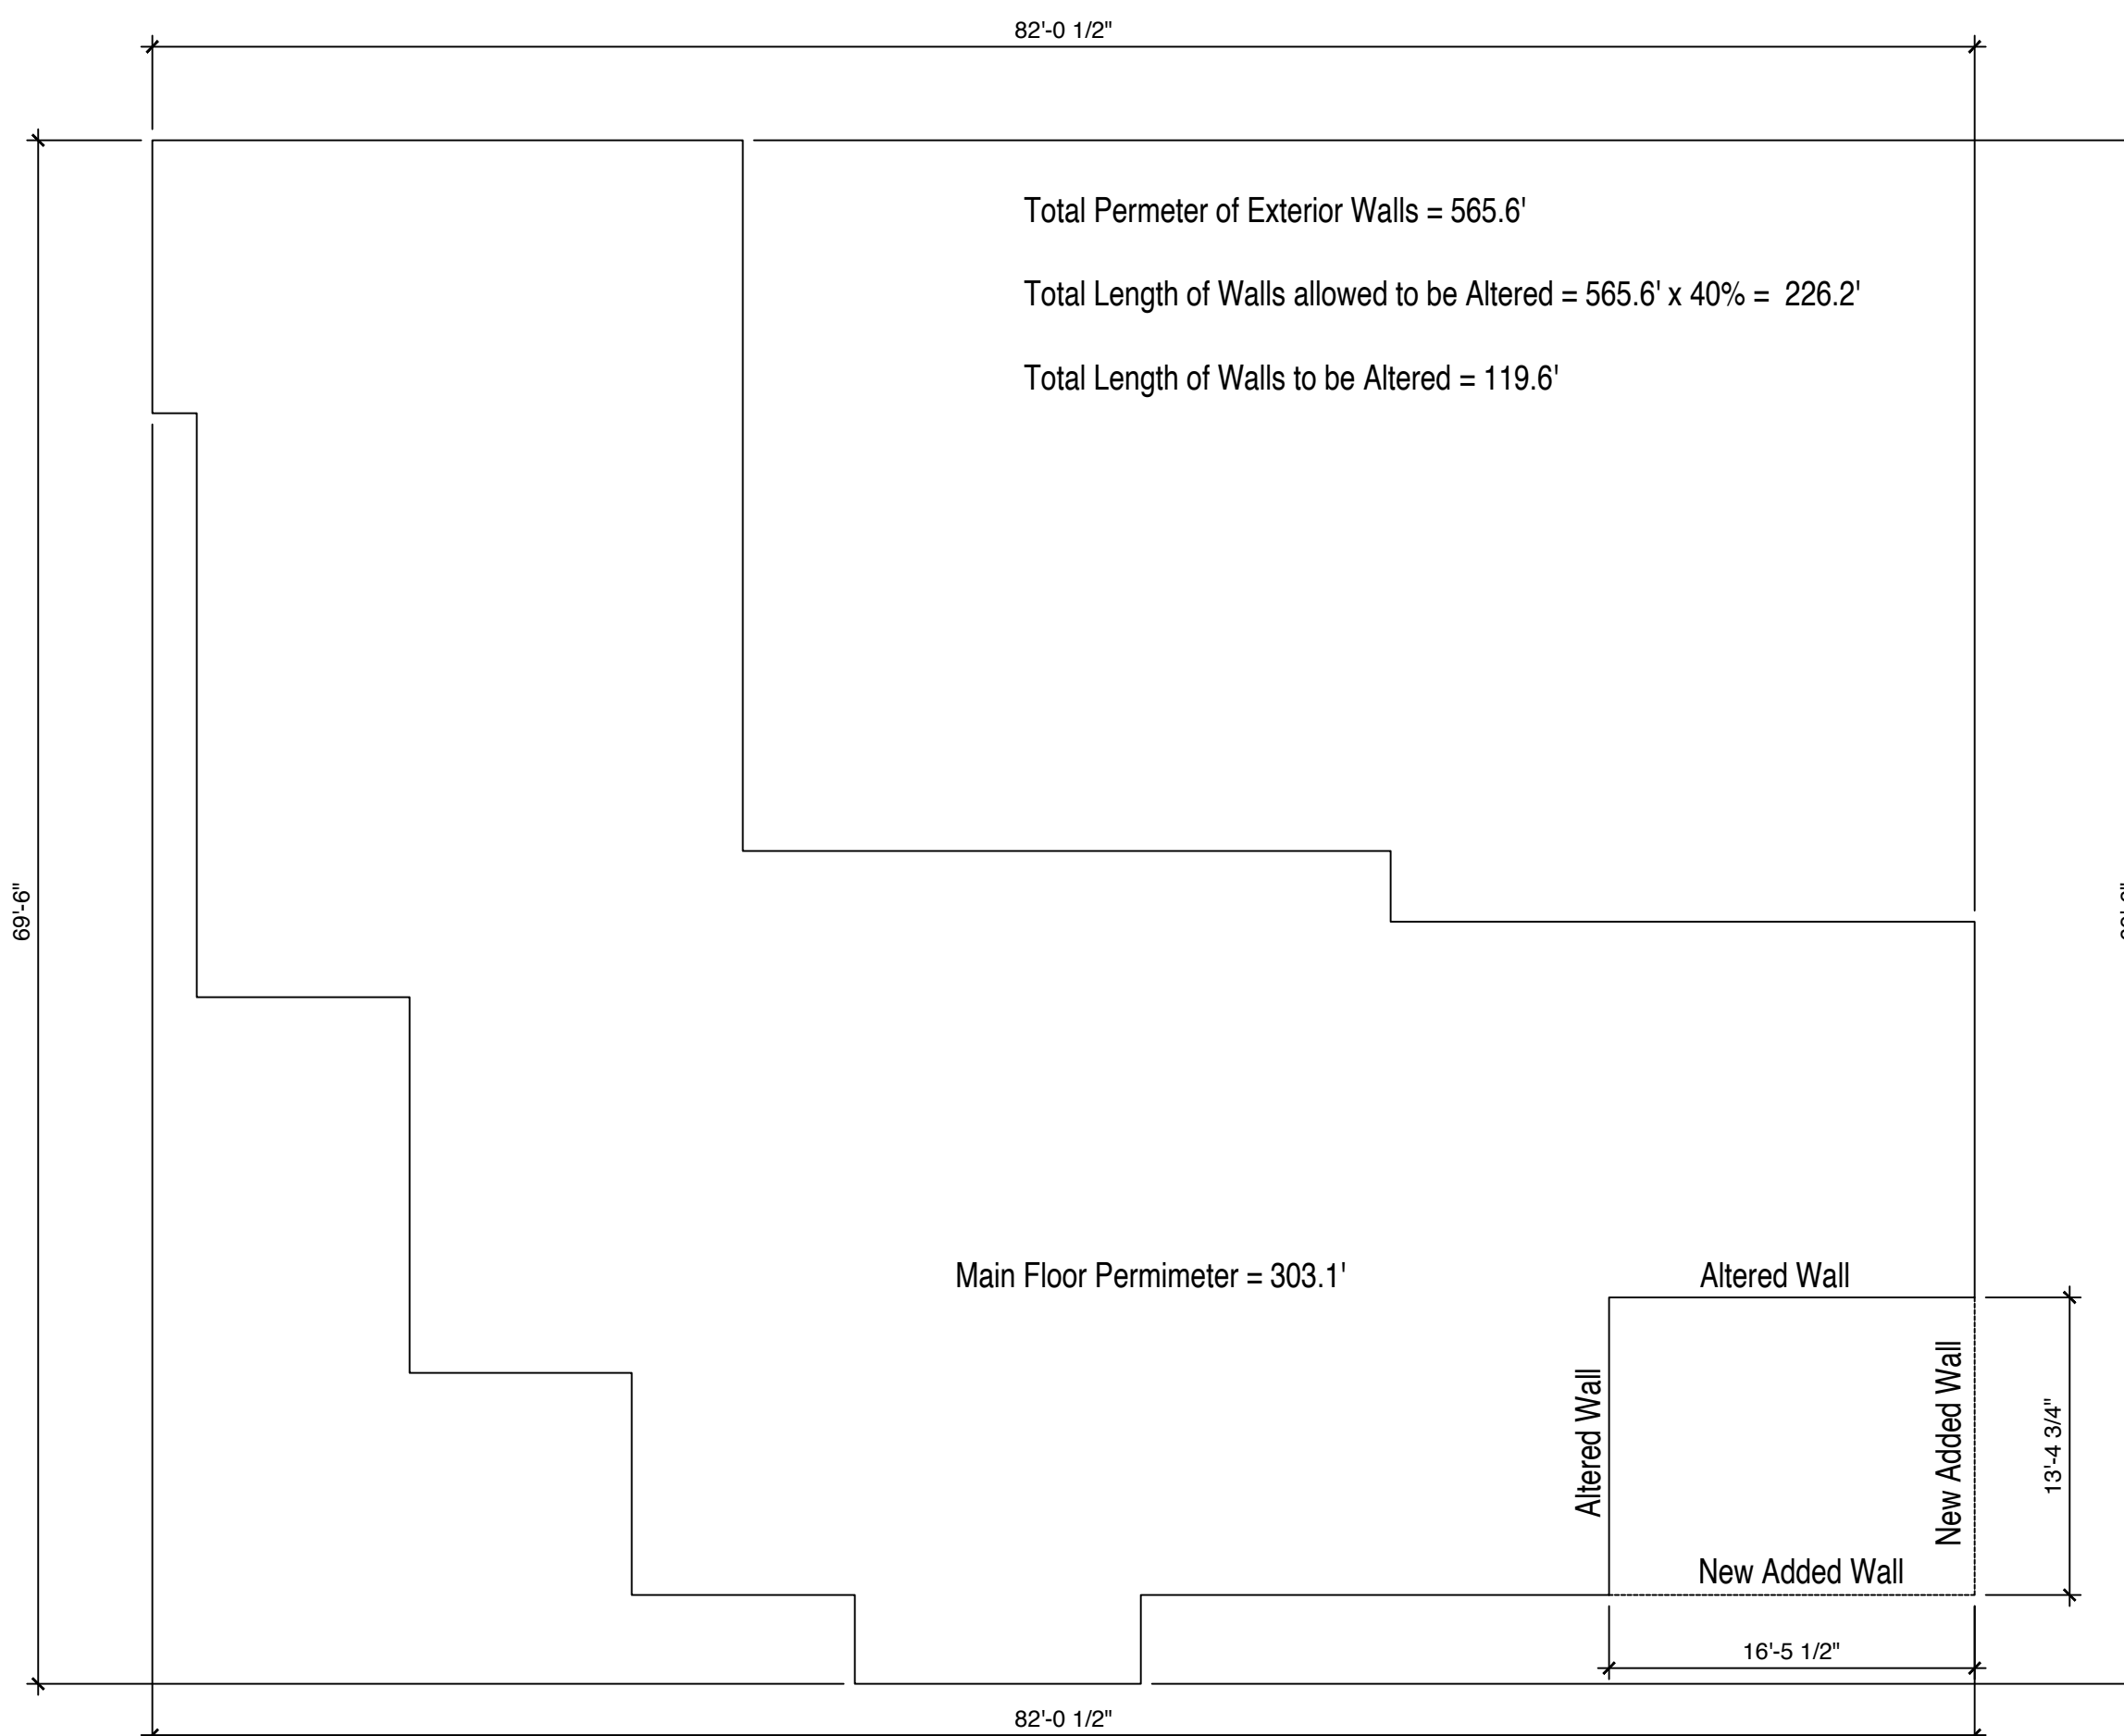 82'-0 1/2"
Total Permeter of Exterior Walls = 565.6'
Total Length of Walls allowed to be Altered = 565.6' x 40% = 226.2'
Total Length of Walls to be Altered = 119.6'
69'-6"
Main Floor Permimeter = 303.1'
Altered Wall
Altered Wall
New Added Wall
13'-4 3/4"
New Added Wall
16'-5 1/2"
82'-0 1/2"